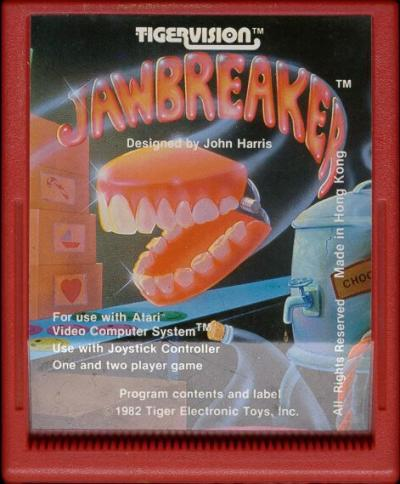 TIGERVISION™
JAWBREAKER™
Designed by John Harris
CHOC
For use with Atari
Video Computer System™
Use with Joystick Controller
One and two player game
Program contents and label
© 1982 Tiger Electronic Toys, Inc.
All Rights Reserved Made in Hong Kong